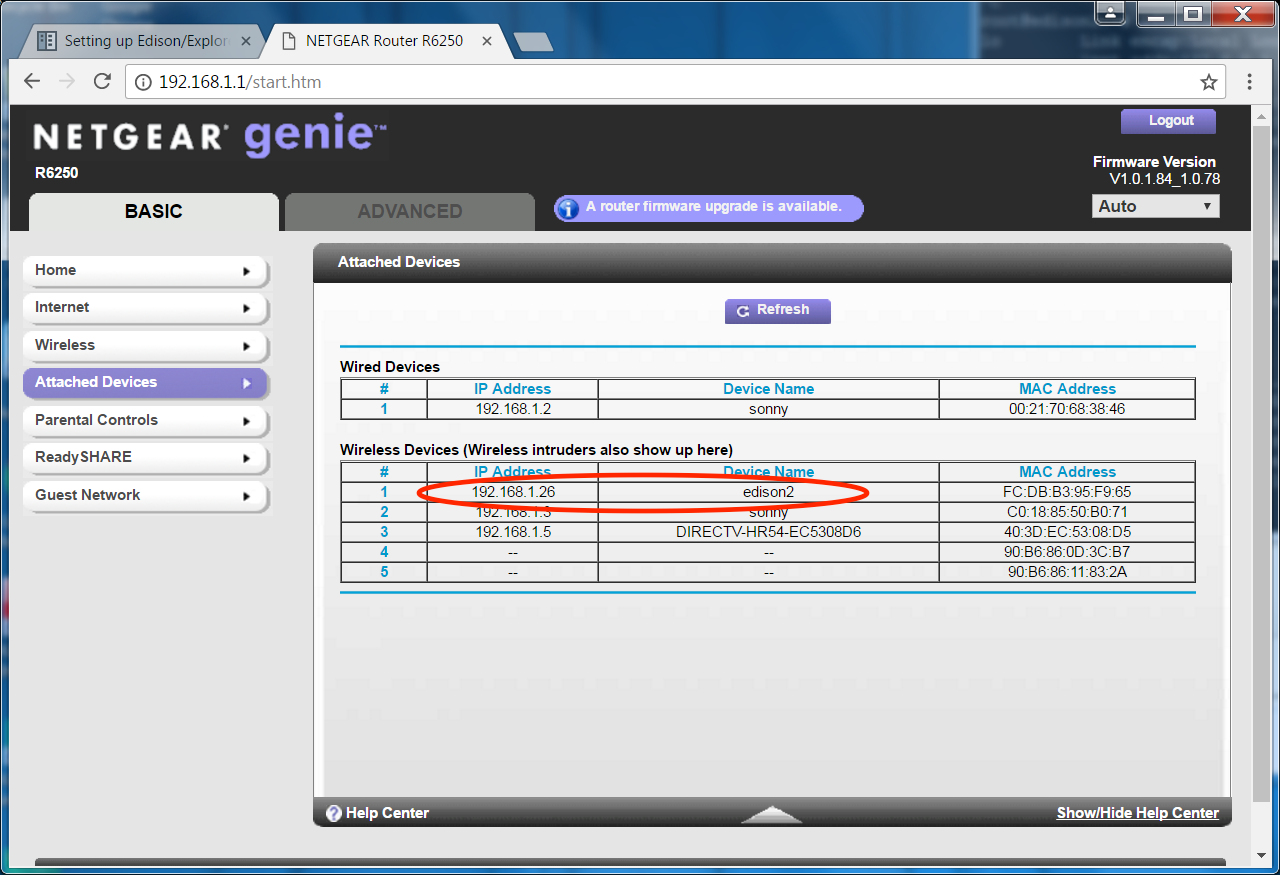 Setting up Edison/Explor
NETGEAR Router R6250
192.168.1.1/start.htm
NETGEAR® genie™
Logout
R6250
Firmware Version
V1.0.1.84_1.0.78
BASIC
ADVANCED
A router firmware upgrade is available.
Auto
Home
Internet
Wireless
Attached Devices
Parental Controls
ReadySHARE
Guest Network
Attached Devices
Refresh
Wired Devices
# IP Address Device Name MAC Address
1 192.168.1.2 sonny 00:21:70:68:38:46
Wireless Devices (Wireless intruders also show up here)
# IP Address Device Name MAC Address
1 192.168.1.26 edison2 FC:DB:B3:95:F9:65
2 192.168.1.3 sonny C0:18:85:50:B0:71
3 192.168.1.5 DIRECTV-HR54-EC5308D6 40:3D:EC:53:08:D5
4 -- -- 90:B6:86:0D:3C:B7
5 -- -- 90:B6:86:11:83:2A
Help Center
Show/Hide Help Center